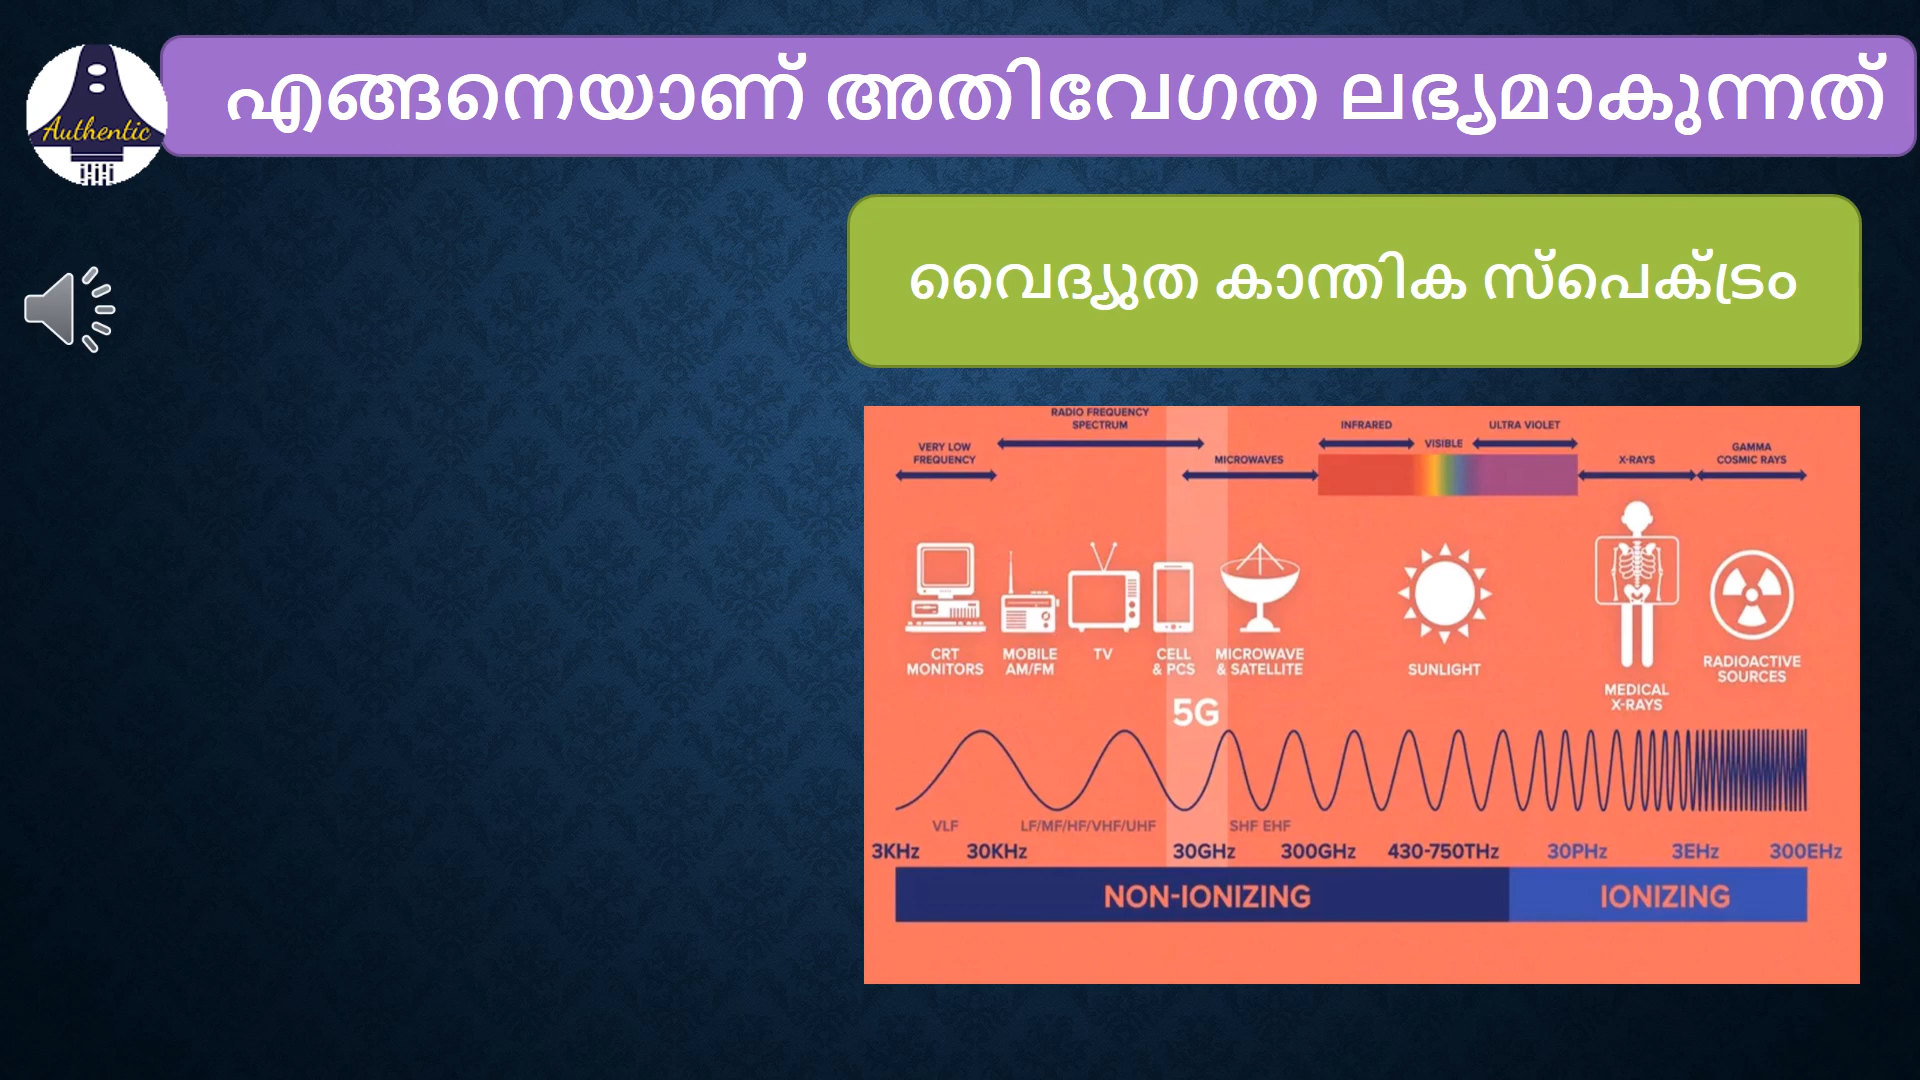 എങ്ങനെയാണ് അതിവേഗത ലഭ്യമാകുന്നത്
Authentic
വൈദ്യുത കാന്തിക സ്പെക്ട്രം
RADIO FREQUENCY
SPECTRUM
VERY LOW
FREQUENCY
MICROWAVES
INFRARED
VISIBLE
ULTRA VIOLET
X-RAYS
GAMMA
COSMIC RAYS
CRT
MONITORS
MOBILE
AM/FM
TV
CELL
& PCS
MICROWAVE
& SATELLITE
SUNLIGHT
MEDICAL
X-RAYS
RADIOACTIVE
SOURCES
5G
VLF LF/MF/HF/VHF/UHF SHF EHF
3KHz 30KHz 30GHz 300GHz 430-750THz 30PHz 3EHz 300EHz
NON-IONIZING IONIZING